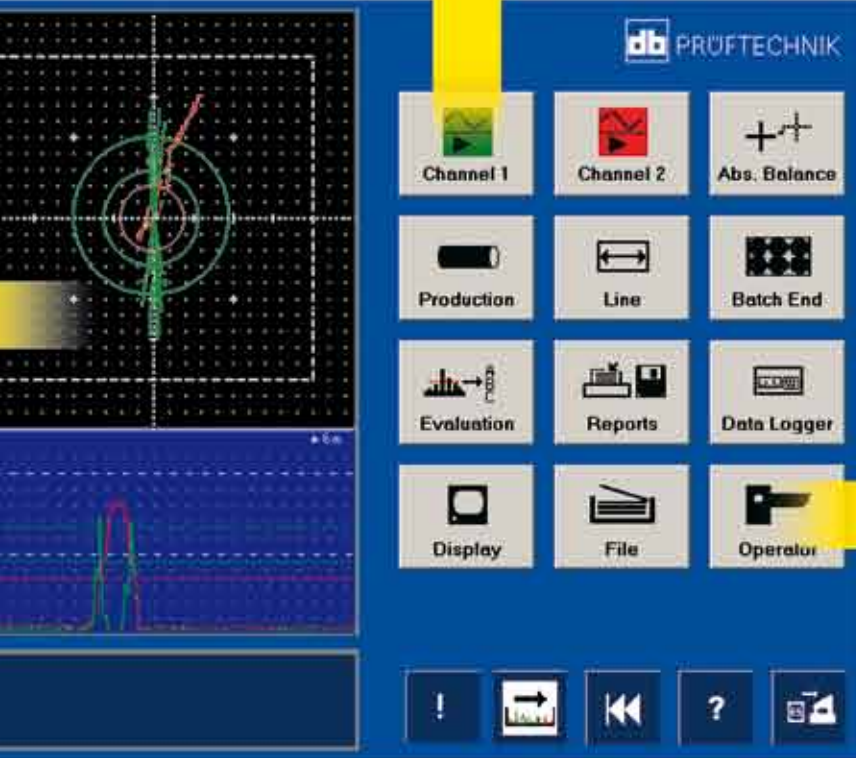 db PRÜFTECHNIK
Channel 1
Channel 2
Abs. Balance
Production
Line
Batch End
Evaluation
A
B
C
Reports
Data Logger
Display
File
Operator
!
?